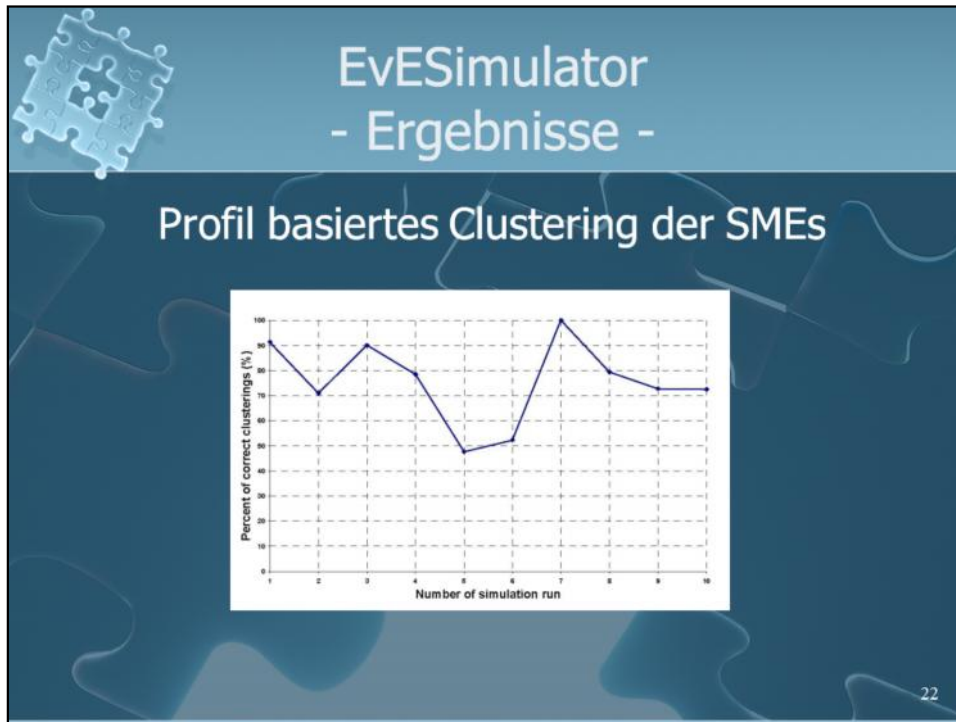 EvESimulator
- Ergebnisse -
Profil basiertes Clustering der SMEs
Percent of correct clusterings (%)
100
90
80
70
60
50
40
30
20
10
0
1 2 3 4 5 6 7 8 9 10
Number of simulation run
22